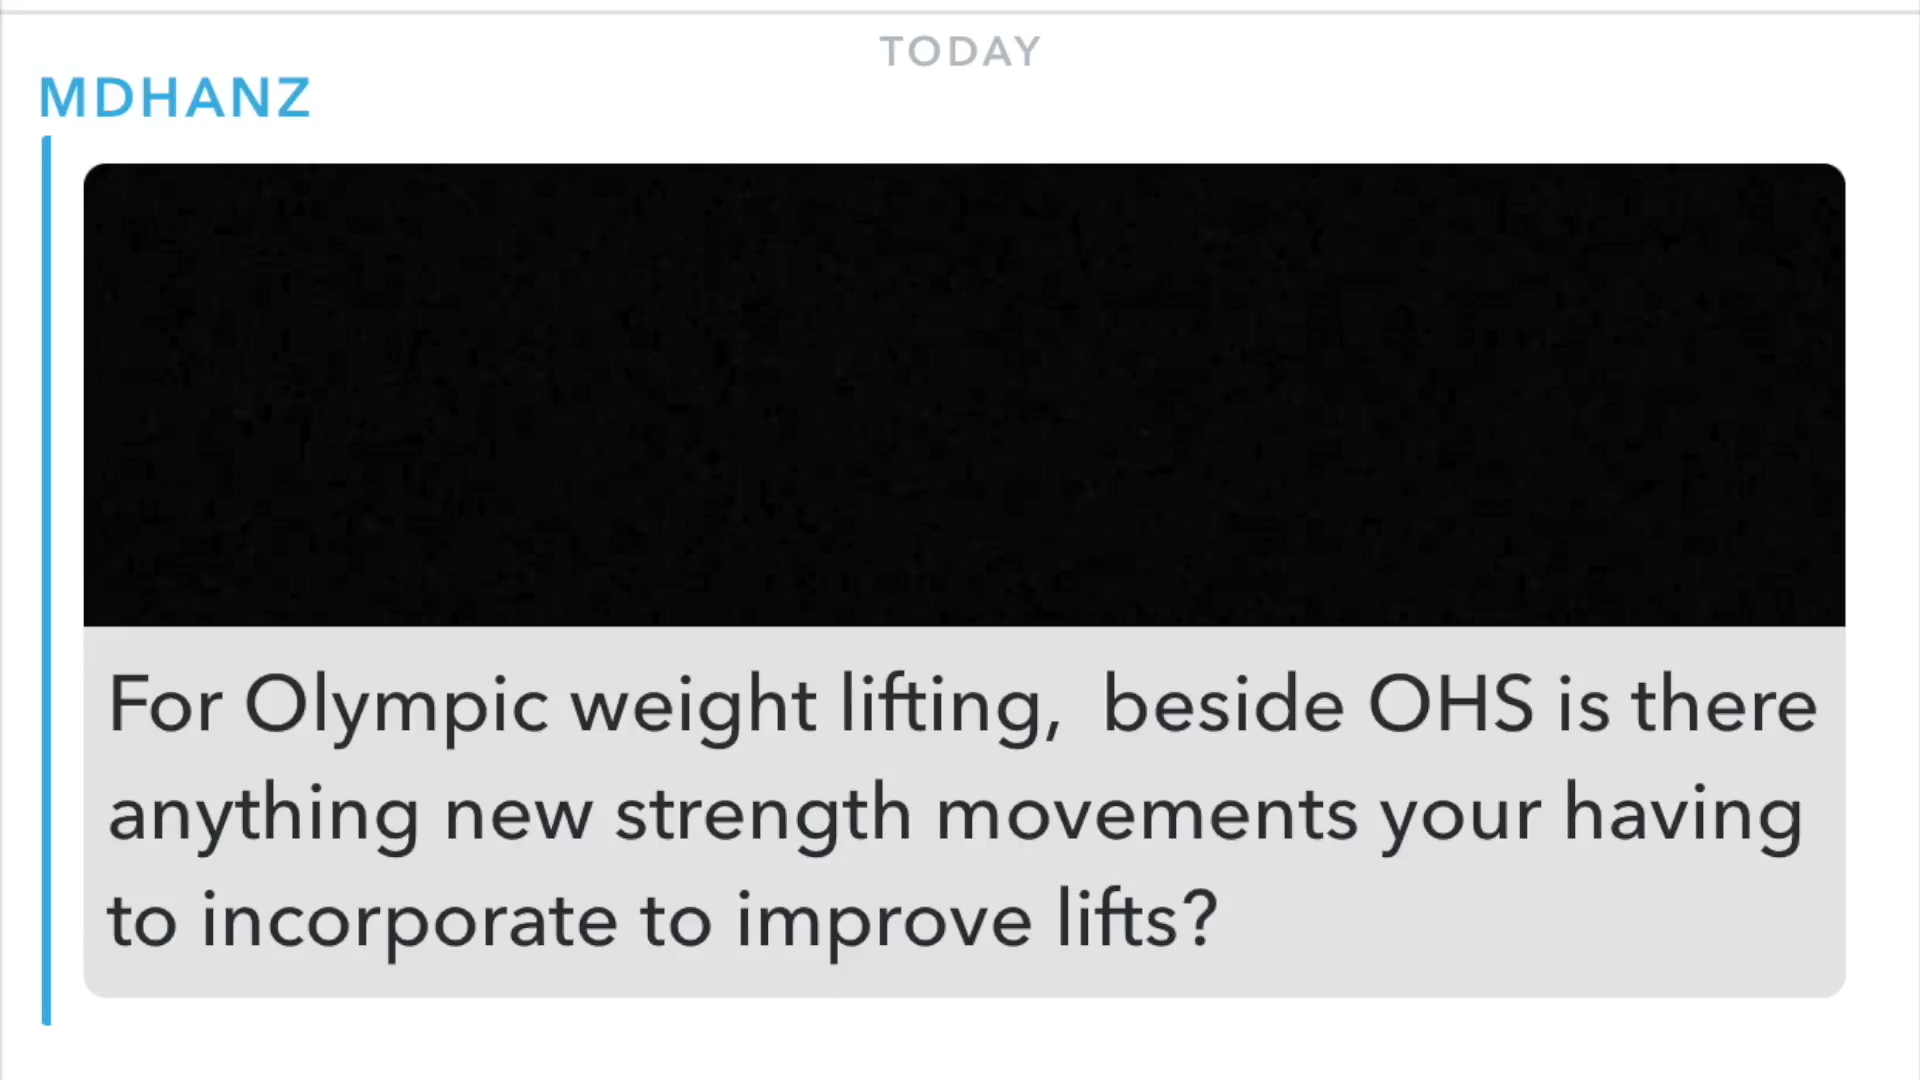 TODAY
MDHANZ
For Olympic weight lifting,  beside OHS is there
anything new strength movements your having
to incorporate to improve lifts?